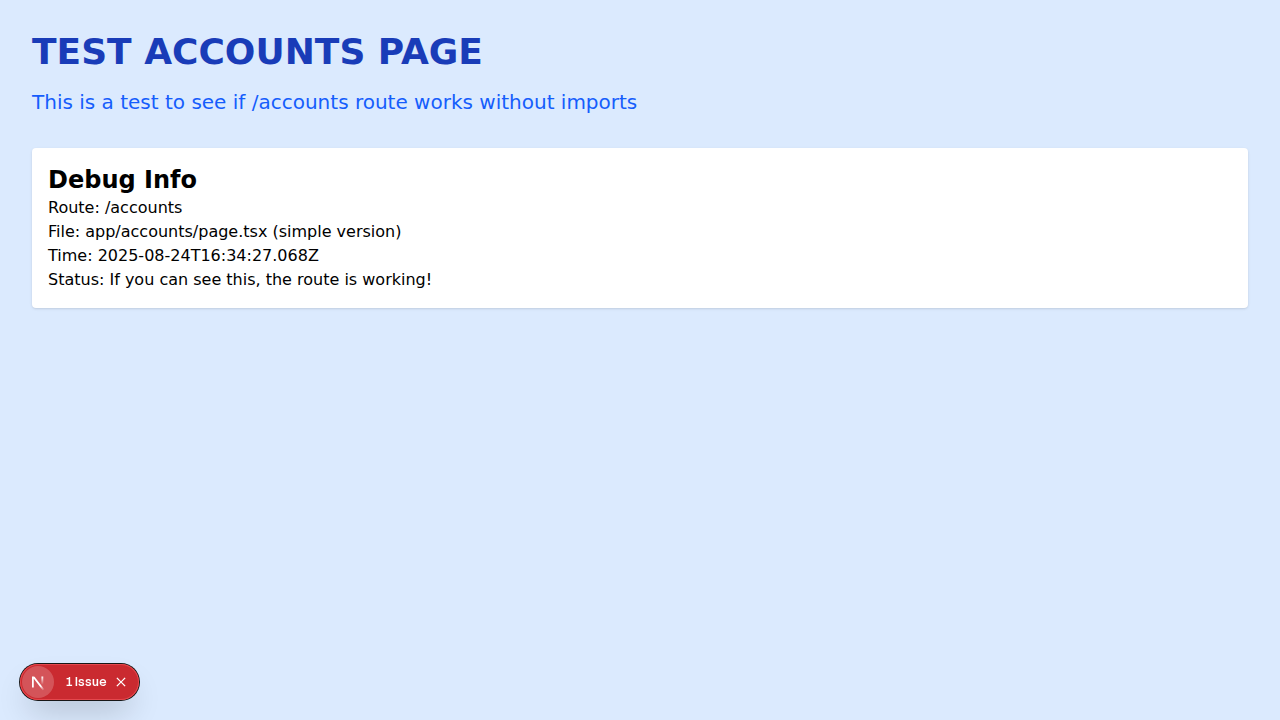 TEST ACCOUNTS PAGE
This is a test to see if /accounts route works without imports
Debug Info
Route: /accounts
File: app/accounts/page.tsx (simple version)
Time: 2025-08-24T16:34:27.068Z
Status: If you can see this, the route is working!
N 1 Issue